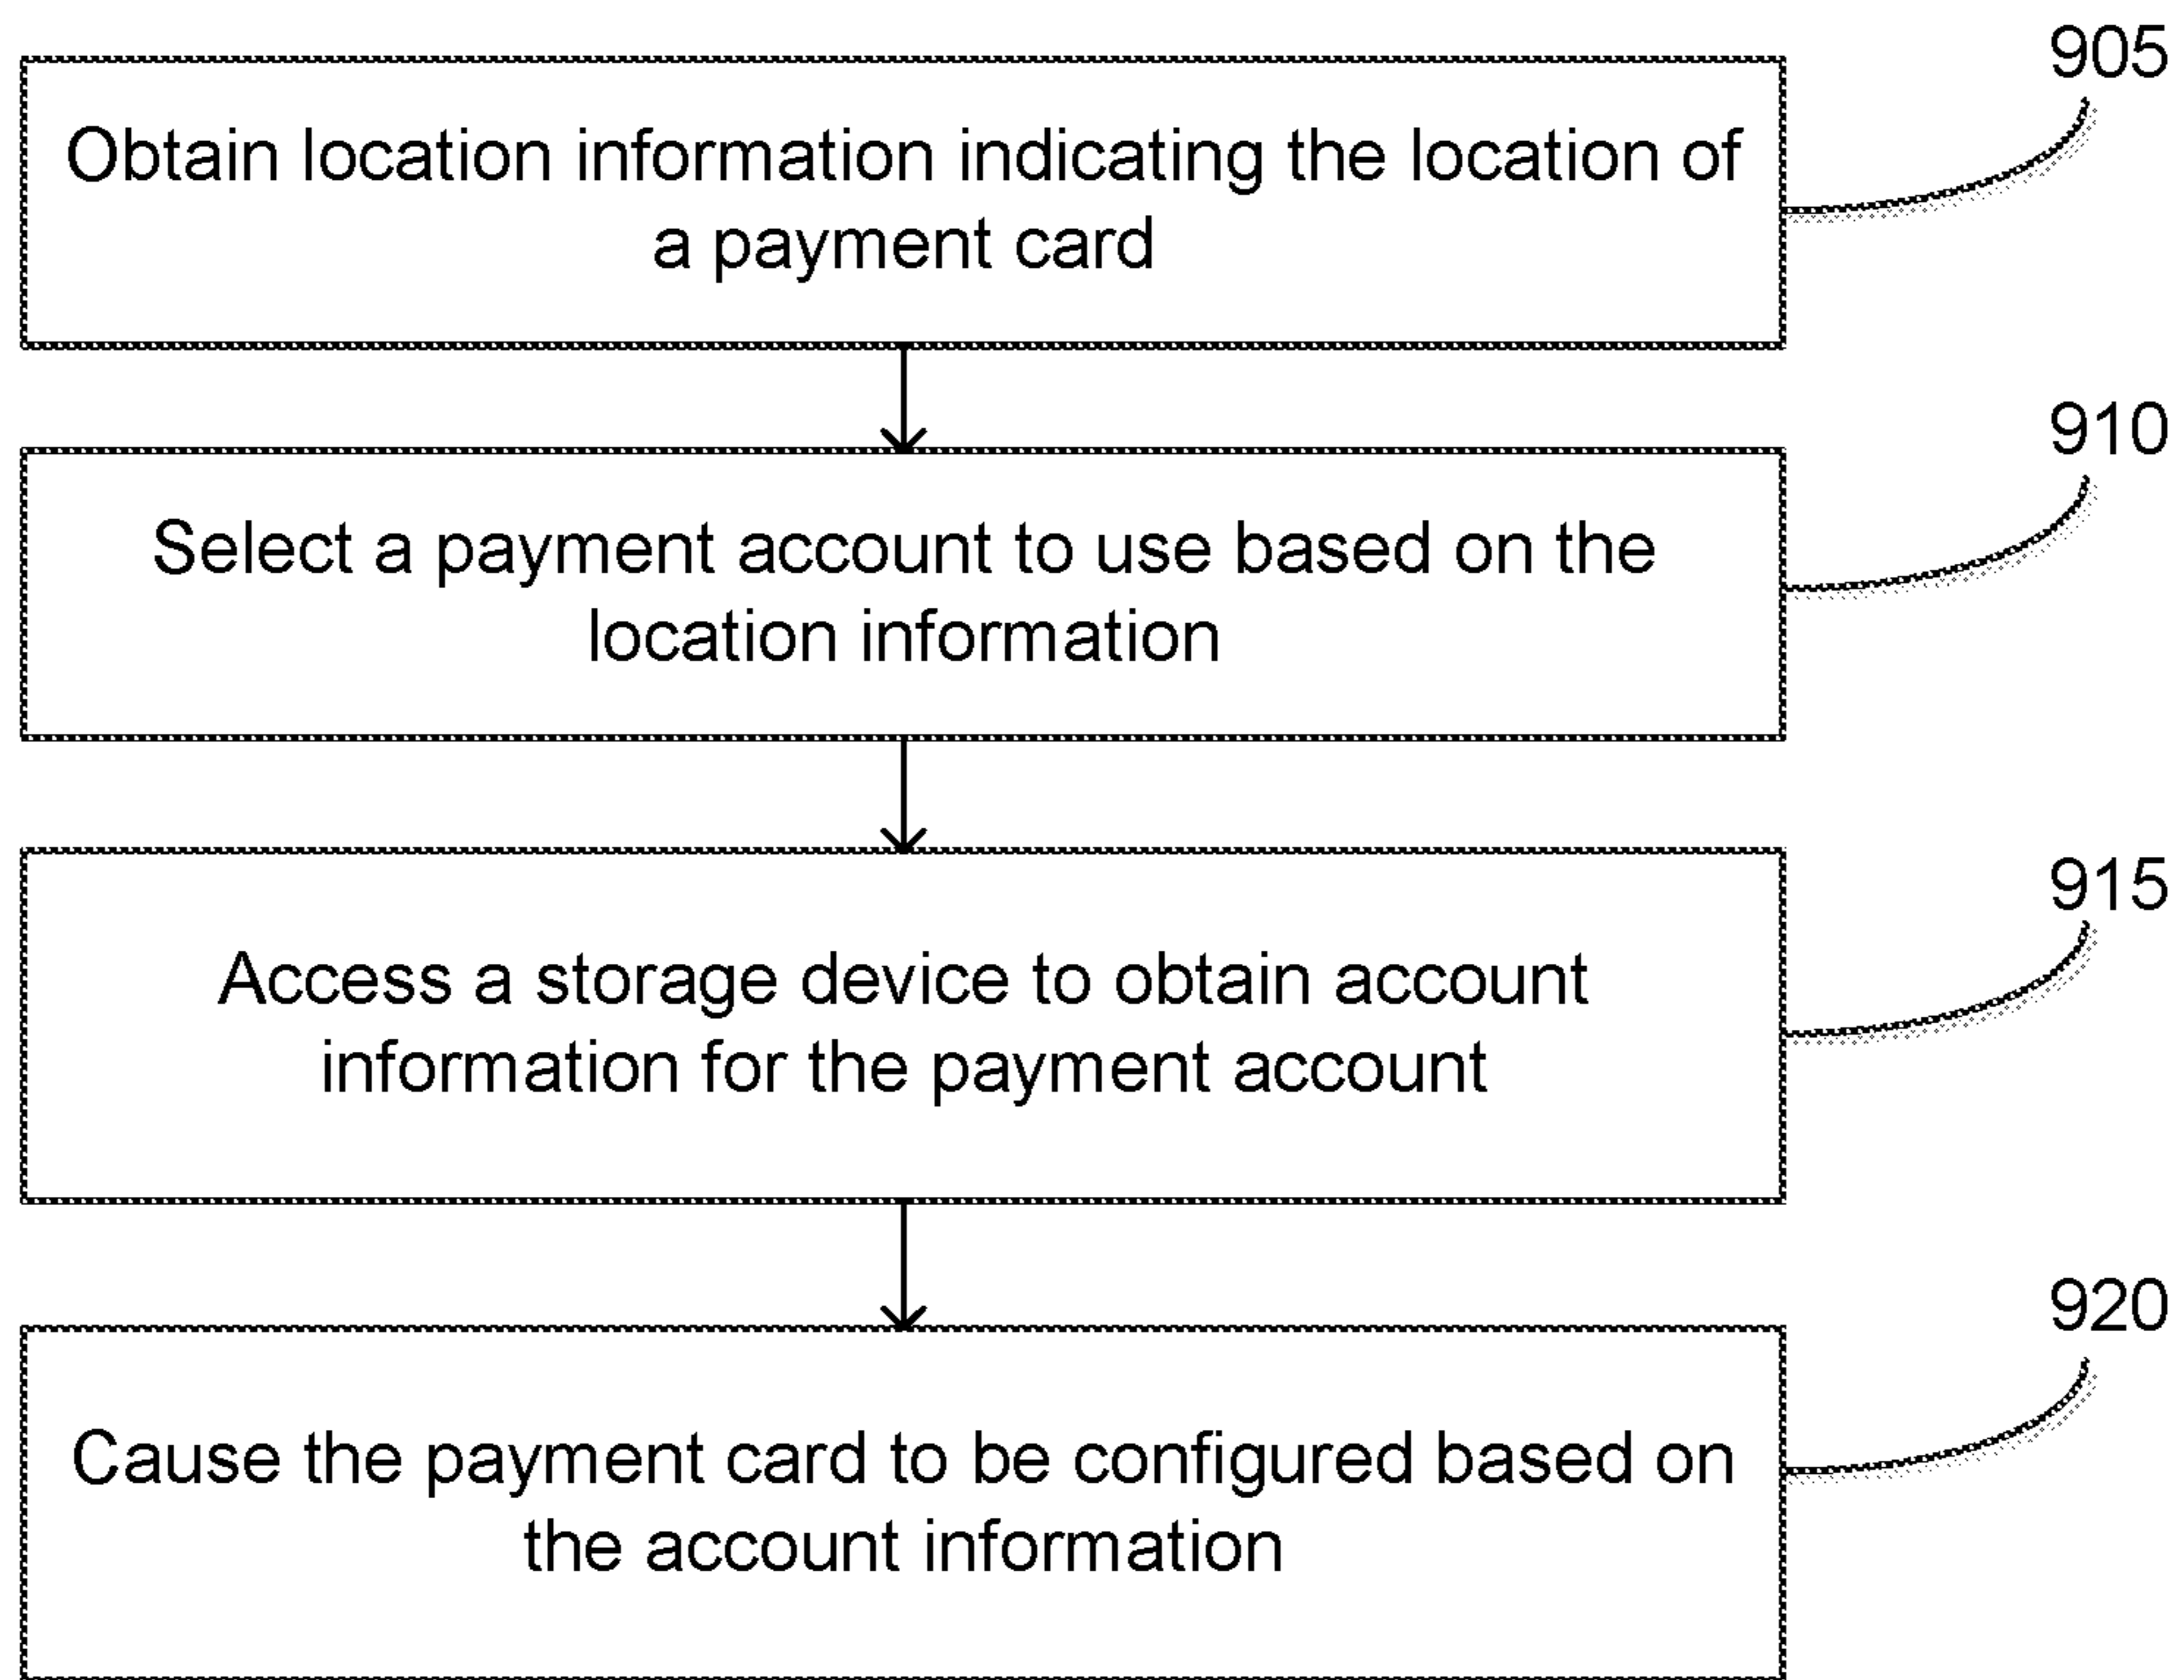 905
Obtain location information indicating the location of
a payment card
910
Select a payment account to use based on the
location information
915
Access a storage device to obtain account
information for the payment account
920
Cause the payment card to be configured based on
the account information